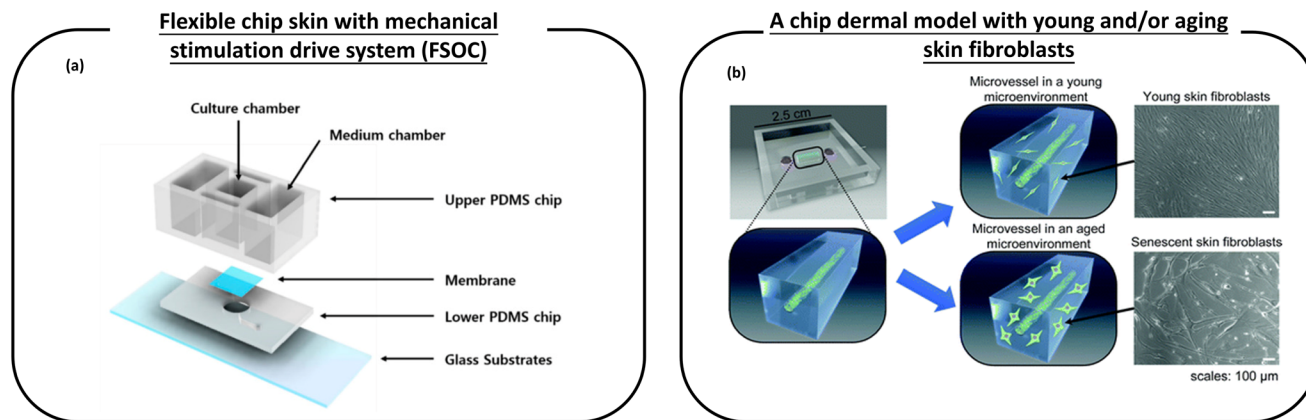 Flexible chip skin with mechanical
stimulation drive system (FSOC)
(a)
Culture chamber
Medium chamber
Upper PDMS chip
Membrane
Lower PDMS chip
Glass Substrates
A chip dermal model with young and/or aging
skin fibroblasts
(b)
2.5 cm
Microvessel in a young
microenvironment
Young skin fibroblasts
Microvessel in an aged
microenvironment
Senescent skin fibroblasts
scales: 100 μm